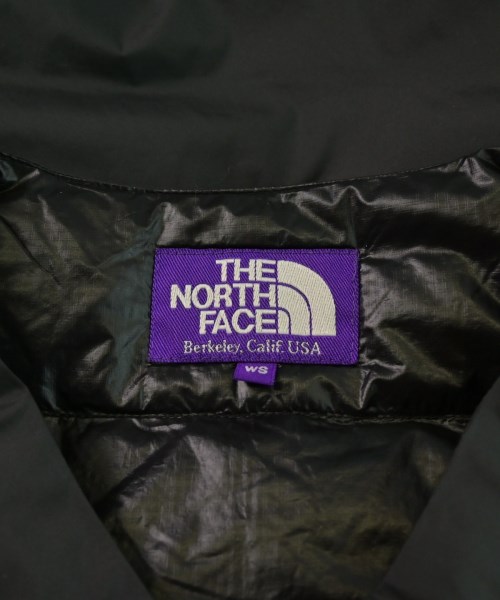 THE
NORTH
FACE
Berkeley, Calif. USA
WS